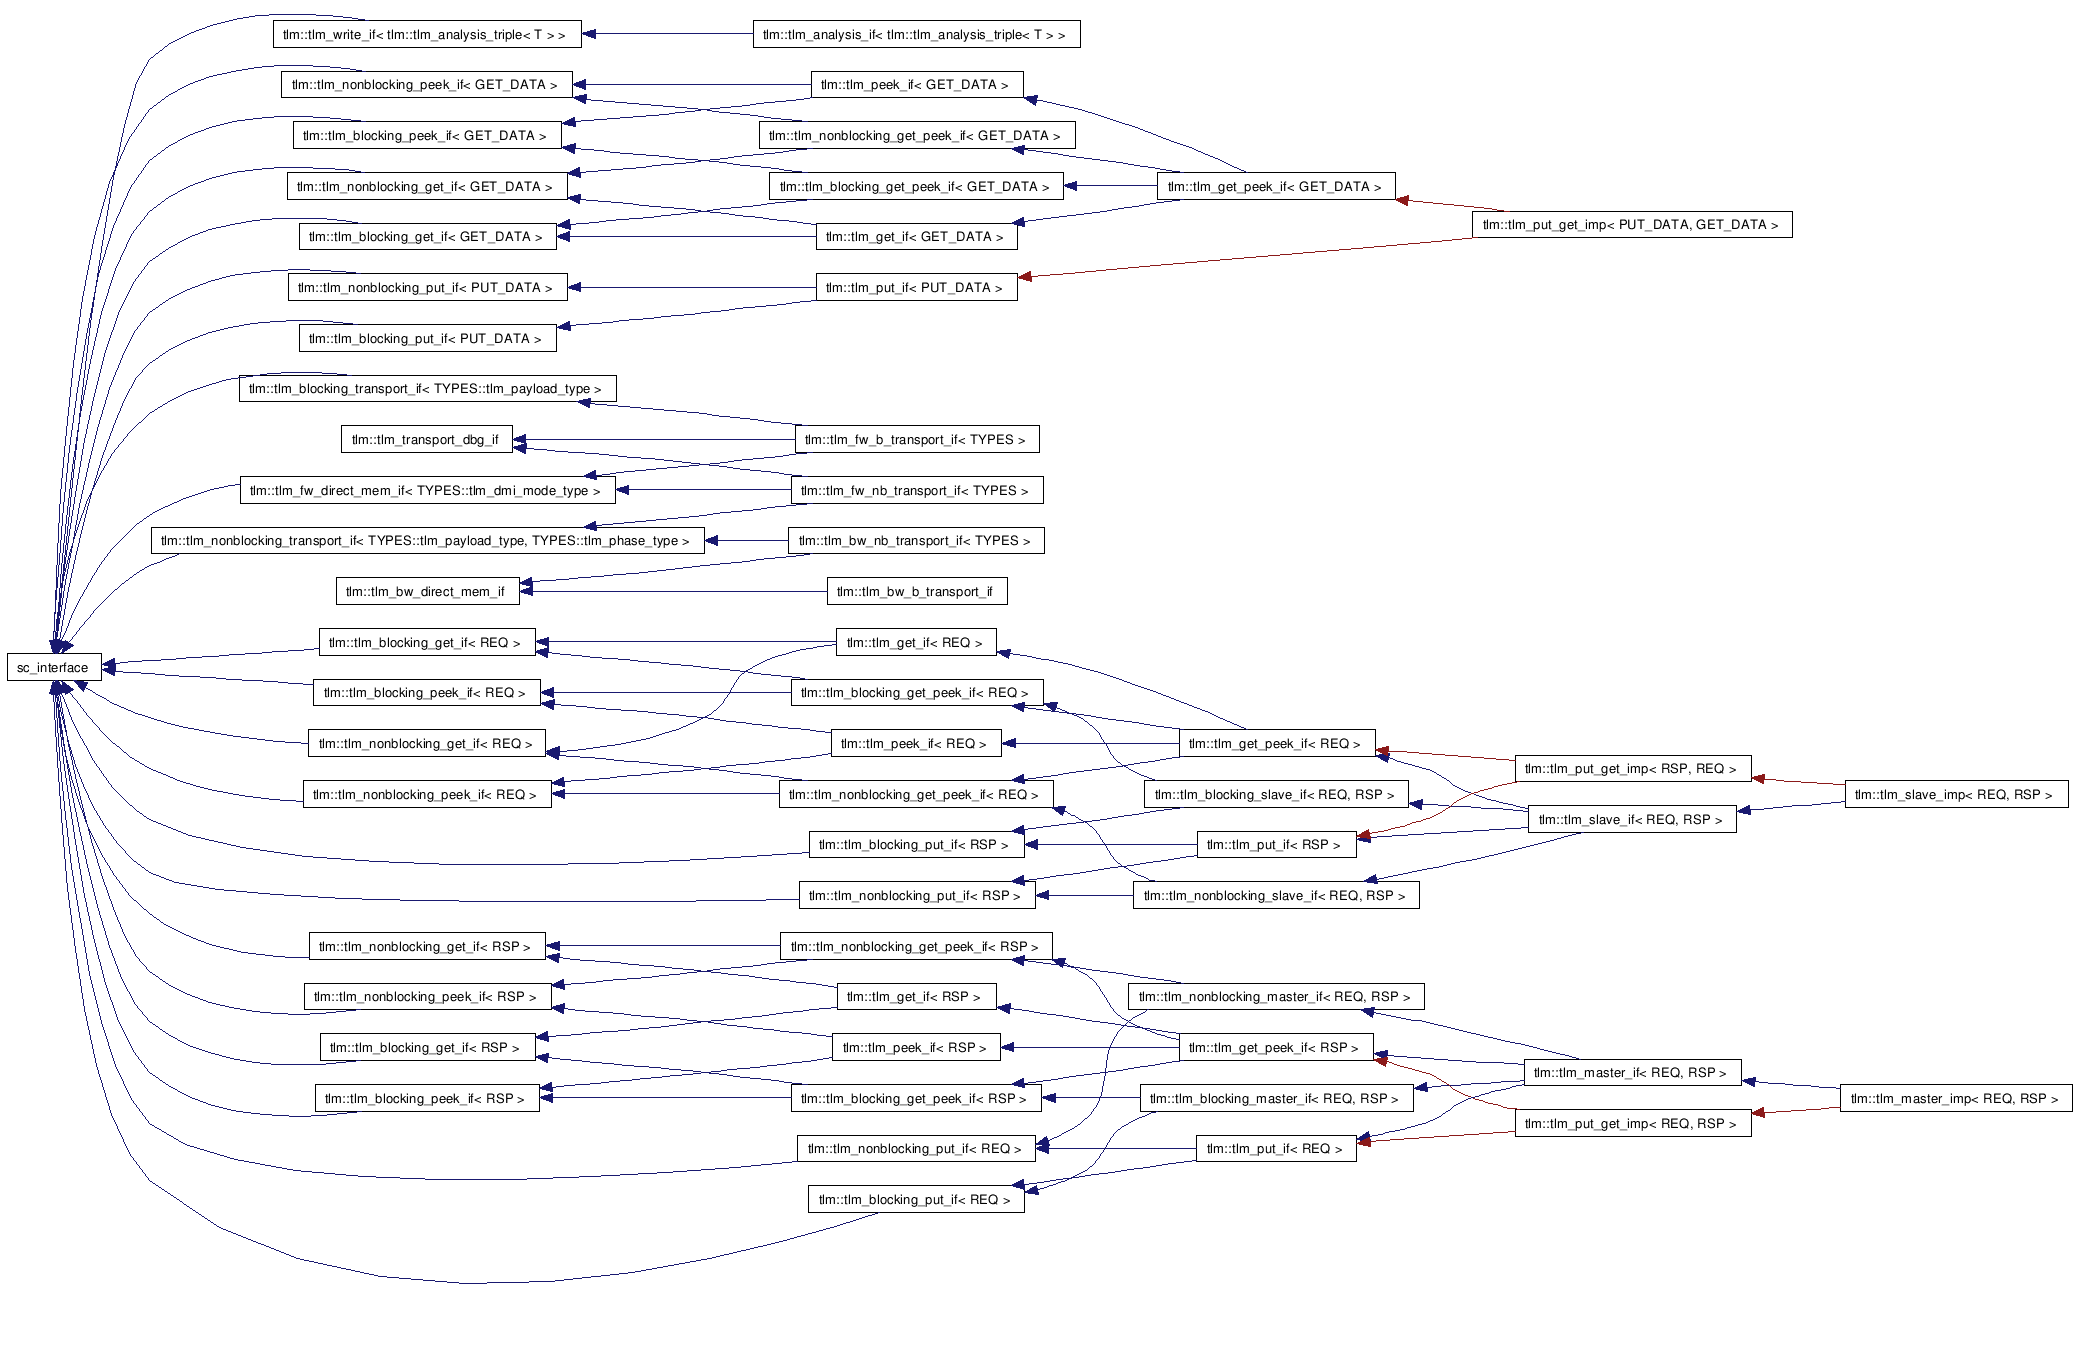 tlm::tlm_write_if< tlm::tlm_analysis_triple< T > >
tlm::tlm_analysis_if< tlm::tlm_analysis_triple< T > >
tlm::tlm_nonblocking_peek_if< GET_DATA >
tlm::tlm_peek_if< GET_DATA >
tlm::tlm_blocking_peek_if< GET_DATA >
tlm::tlm_nonblocking_get_peek_if< GET_DATA >
tlm::tlm_nonblocking_get_if< GET_DATA >
tlm::tlm_blocking_get_peek_if< GET_DATA >
tlm::tlm_get_peek_if< GET_DATA >
tlm::tlm_put_get_imp< PUT_DATA, GET_DATA >
tlm::tlm_blocking_get_if< GET_DATA >
tlm::tlm_get_if< GET_DATA >
tlm::tlm_nonblocking_put_if< PUT_DATA >
tlm::tlm_put_if< PUT_DATA >
tlm::tlm_blocking_put_if< PUT_DATA >
tlm::tlm_blocking_transport_if< TYPES::tlm_payload_type >
tlm::tlm_transport_dbg_if
tlm::tlm_fw_b_transport_if< TYPES >
tlm::tlm_fw_direct_mem_if< TYPES::tlm_dmi_mode_type >
tlm::tlm_fw_nb_transport_if< TYPES >
tlm::tlm_nonblocking_transport_if< TYPES::tlm_payload_type, TYPES::tlm_phase_type >
tlm::tlm_bw_nb_transport_if< TYPES >
tlm::tlm_bw_direct_mem_if
tlm::tlm_bw_b_transport_if
tlm::tlm_blocking_get_if< REQ >
tlm::tlm_get_if< REQ >
sc_interface
tlm::tlm_blocking_peek_if< REQ >
tlm::tlm_blocking_get_peek_if< REQ >
tlm::tlm_nonblocking_get_if< REQ >
tlm::tlm_peek_if< REQ >
tlm::tlm_get_peek_if< REQ >
tlm::tlm_put_get_imp< RSP, REQ >
tlm::tlm_nonblocking_peek_if< REQ >
tlm::tlm_nonblocking_get_peek_if< REQ >
tlm::tlm_blocking_slave_if< REQ, RSP >
tlm::tlm_slave_imp< REQ, RSP >
tlm::tlm_slave_if< REQ, RSP >
tlm::tlm_blocking_put_if< RSP >
tlm::tlm_put_if< RSP >
tlm::tlm_nonblocking_put_if< RSP >
tlm::tlm_nonblocking_slave_if< REQ, RSP >
tlm::tlm_nonblocking_get_if< RSP >
tlm::tlm_nonblocking_get_peek_if< RSP >
tlm::tlm_nonblocking_peek_if< RSP >
tlm::tlm_get_if< RSP >
tlm::tlm_nonblocking_master_if< REQ, RSP >
tlm::tlm_blocking_get_if< RSP >
tlm::tlm_peek_if< RSP >
tlm::tlm_get_peek_if< RSP >
tlm::tlm_master_if< REQ, RSP >
tlm::tlm_blocking_peek_if< RSP >
tlm::tlm_blocking_get_peek_if< RSP >
tlm::tlm_blocking_master_if< REQ, RSP >
tlm::tlm_master_imp< REQ, RSP >
tlm::tlm_put_get_imp< REQ, RSP >
tlm::tlm_nonblocking_put_if< REQ >
tlm::tlm_put_if< REQ >
tlm::tlm_blocking_put_if< REQ >